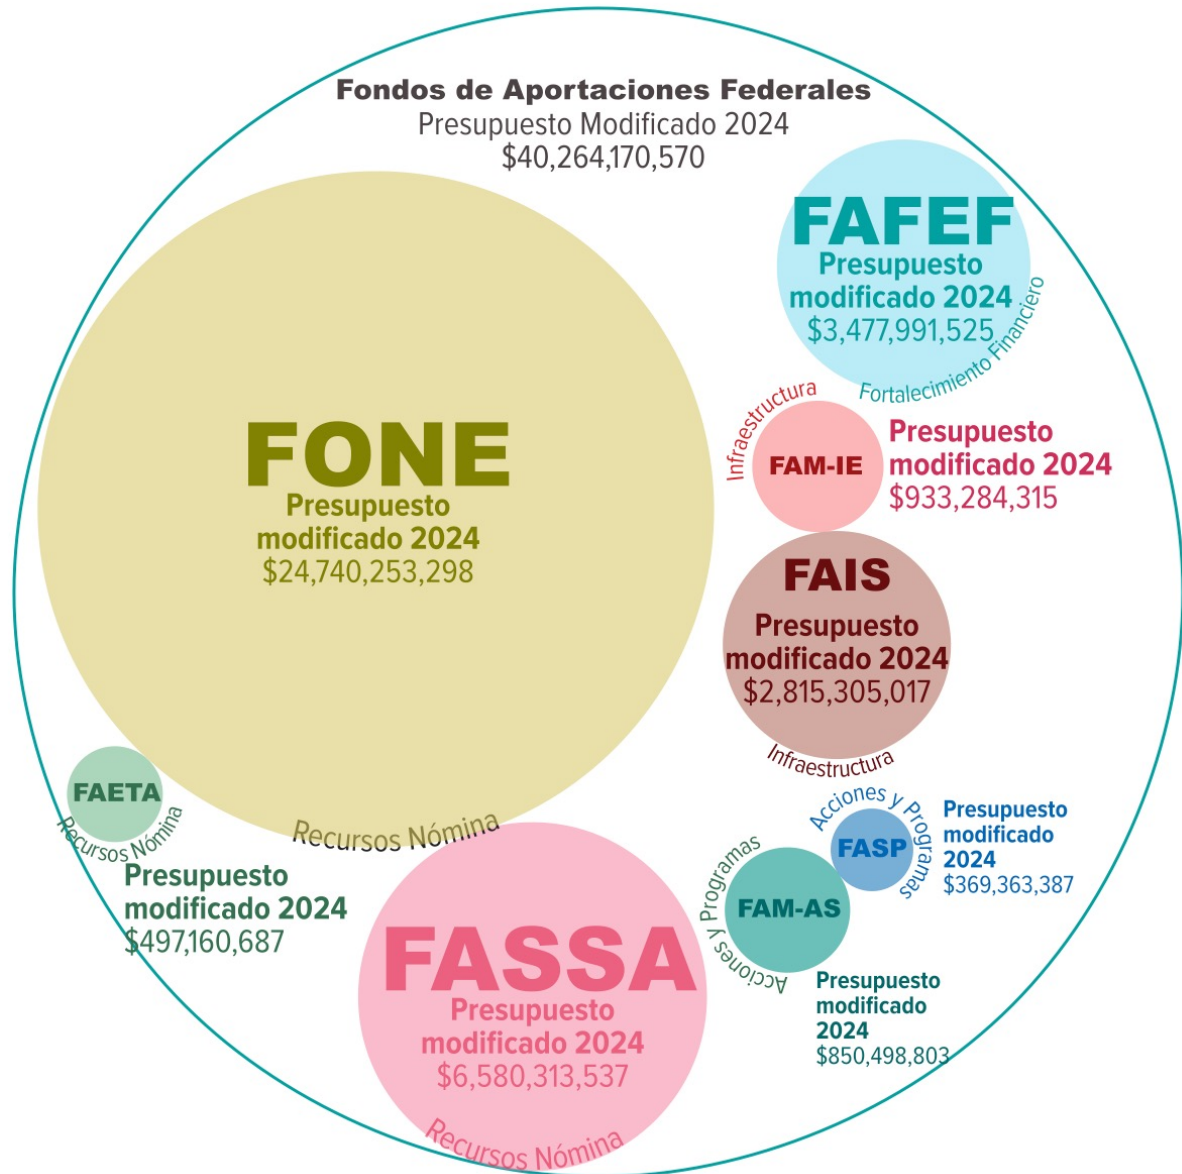 Fondos de Aportaciones Federales
Presupuesto Modificado 2024
$40,264,170,570
FAFEF
Presupuesto
modificado 2024
$3,477,991,525
Fortalecimiento Financiero
FONE
Presupuesto
modificado 2024
$24,740,253,298
Recursos Nómina
Infraestructura
FAM-IE
Presupuesto
modificado 2024
$933,284,315
FAIS
Presupuesto
modificado 2024
$2,815,305,017
Infraestructura
FAETA
Recursos Nómina
Presupuesto
modificado 2024
$497,160,687
Acciones y Programas
FASP
Presupuesto
modificado
2024
$369,363,387
Acciones y Programas
FAM-AS
Presupuesto
modificado
2024
$850,498,803
FASSA
Presupuesto
modificado 2024
$6,580,313,537
Recursos Nómina